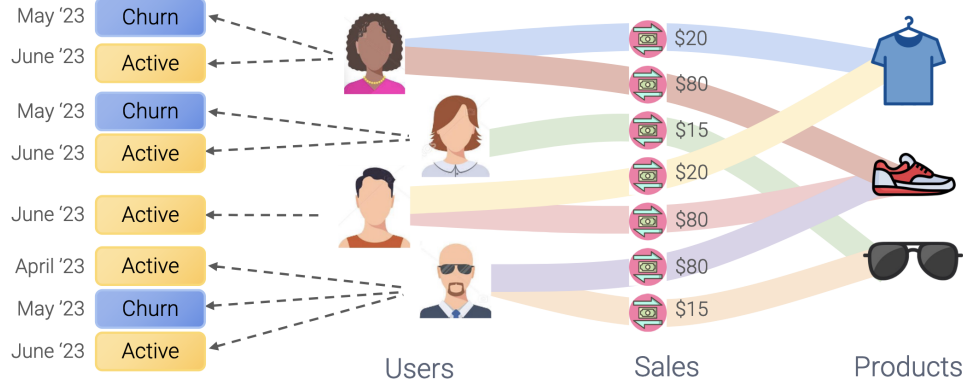 May '23 Churn
June '23 Active
May '23 Churn
June '23 Active
June '23 Active
April '23 Active
May '23 Churn
June '23 Active
$20
$80
$15
$20
$80
$80
$15
Users
Sales
Products